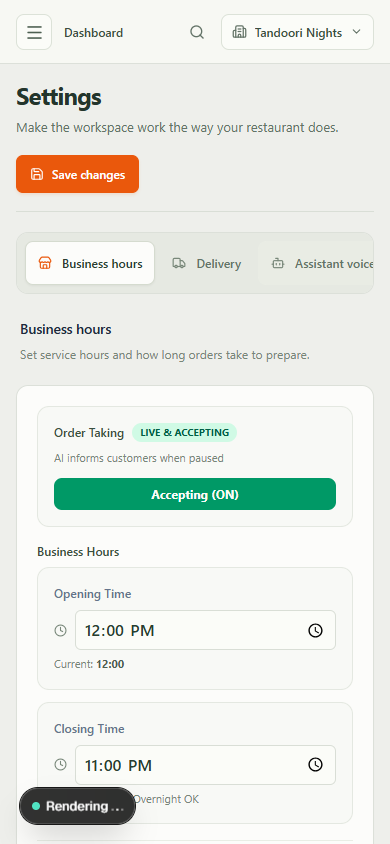 Dashboard
Tandoori Nights
Settings
Make the workspace work the way your restaurant does.
Save changes
Business hours
Delivery
Assistant voice
Business hours
Set service hours and how long orders take to prepare.
Order Taking
LIVE & ACCEPTING
AI informs customers when paused
Accepting (ON)
Business Hours
Opening Time
12:00 PM
Current: 12:00
Closing Time
11:00 PM
Overnight OK
Rendering ...